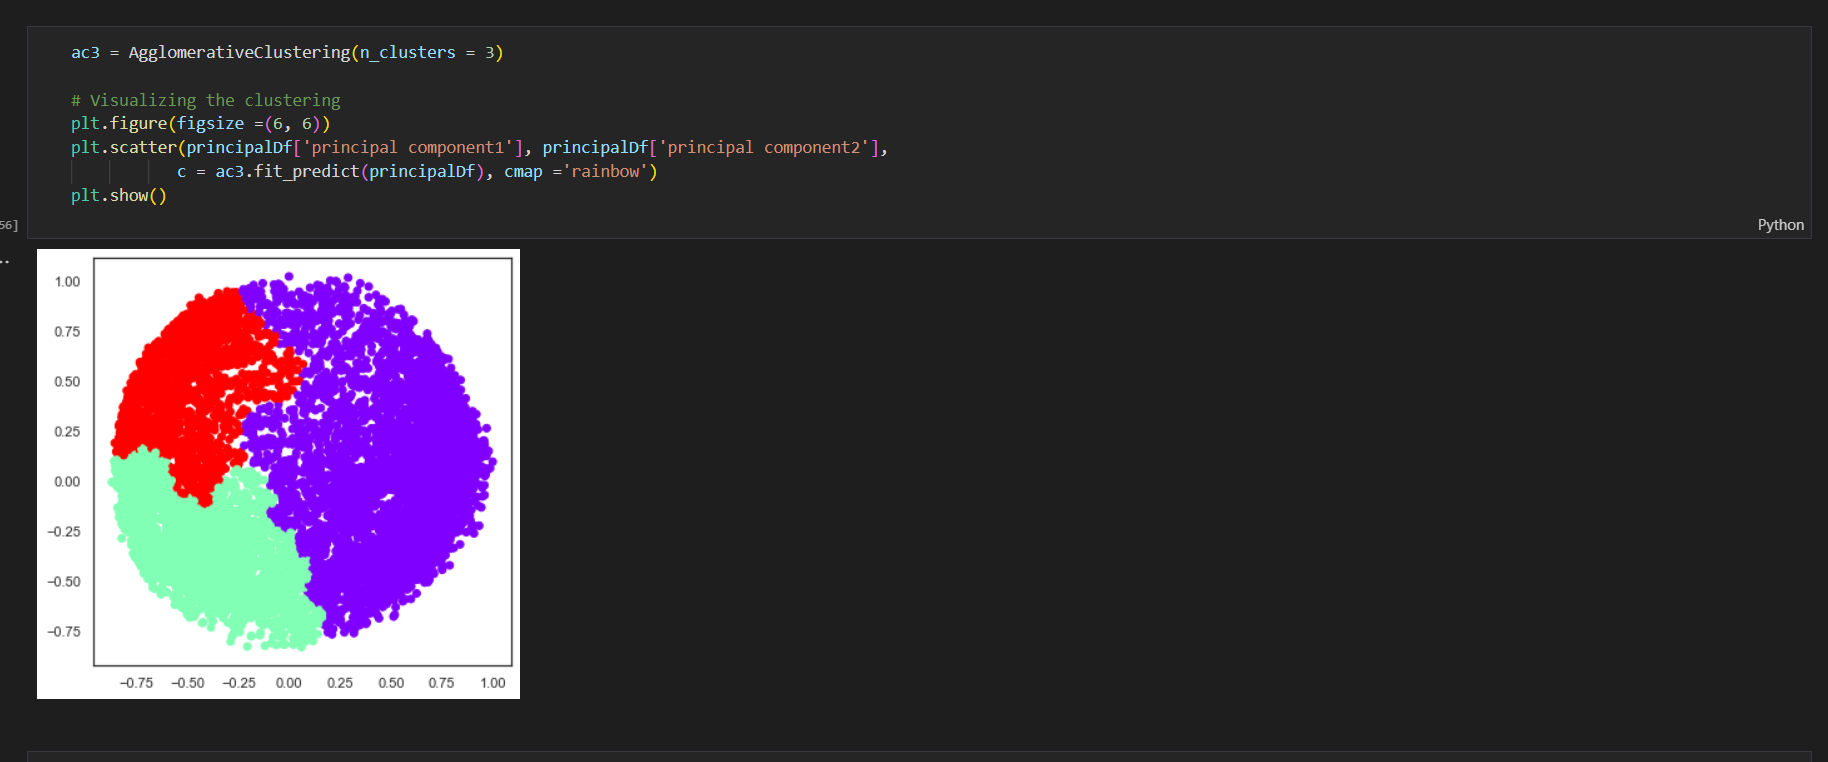 ac3 = AgglomerativeClustering(n_clusters = 3)
# Visualizing the clustering
plt.figure(figsize =(6, 6))
plt.scatter(principalDf['principal component1'], principalDf['principal component2'],
c = ac3.fit_predict(principalDf), cmap ='rainbow')
plt.show()
56]
Python
1.00
0.75
0.50
0.25
0.00
−0.25
−0.50
−0.75
−0.75 −0.50 −0.25 0.00 0.25 0.50 0.75 1.00